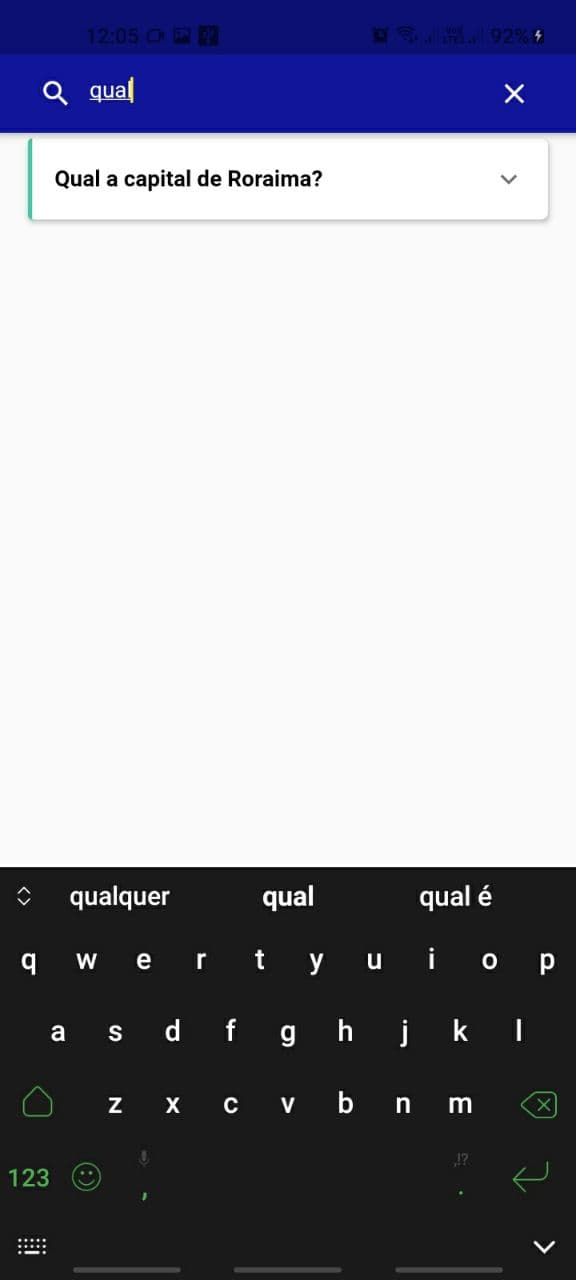 12:05 92%
qual
Qual a capital de Roraima?
qualquer qual qual é
q w e r t y u i o p
a s d f g h j k l
z x c v b n m
,!?
123 , .